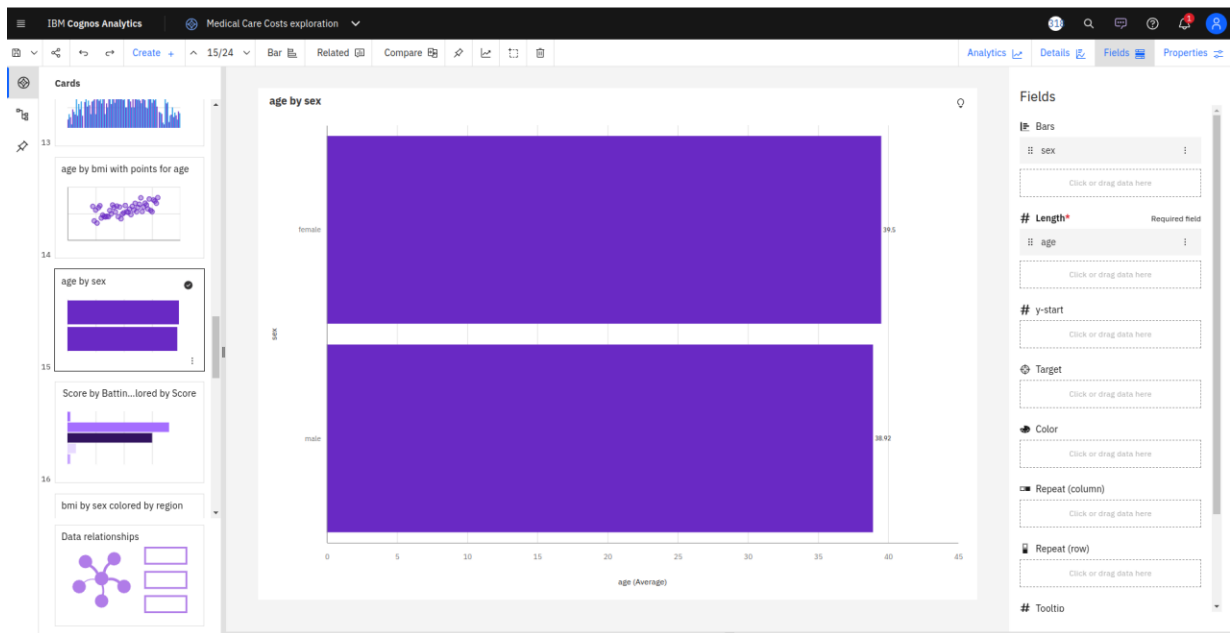 IBM Cognos Analytics
Medical Care Costs exploration
1
Create +
15/24
Bar
Related
Compare
Analytics
Details
Fields
Properties
Cards
13
age by bmi with points for age
14
age by sex
15
Score by Battin...lored by Score
16
bmi by sex colored by region
Data relationships
age by sex
female
39.5
sex
male
38.92
0 5 10 15 20 25 30 35 40 45
age (Average)
Fields
Bars
sex
Click or drag data here
# Length* Required field
age
Click or drag data here
# y-start
Click or drag data here
Target
Click or drag data here
Color
Click or drag data here
Repeat (column)
Click or drag data here
Repeat (row)
Click or drag data here
# Tooltip